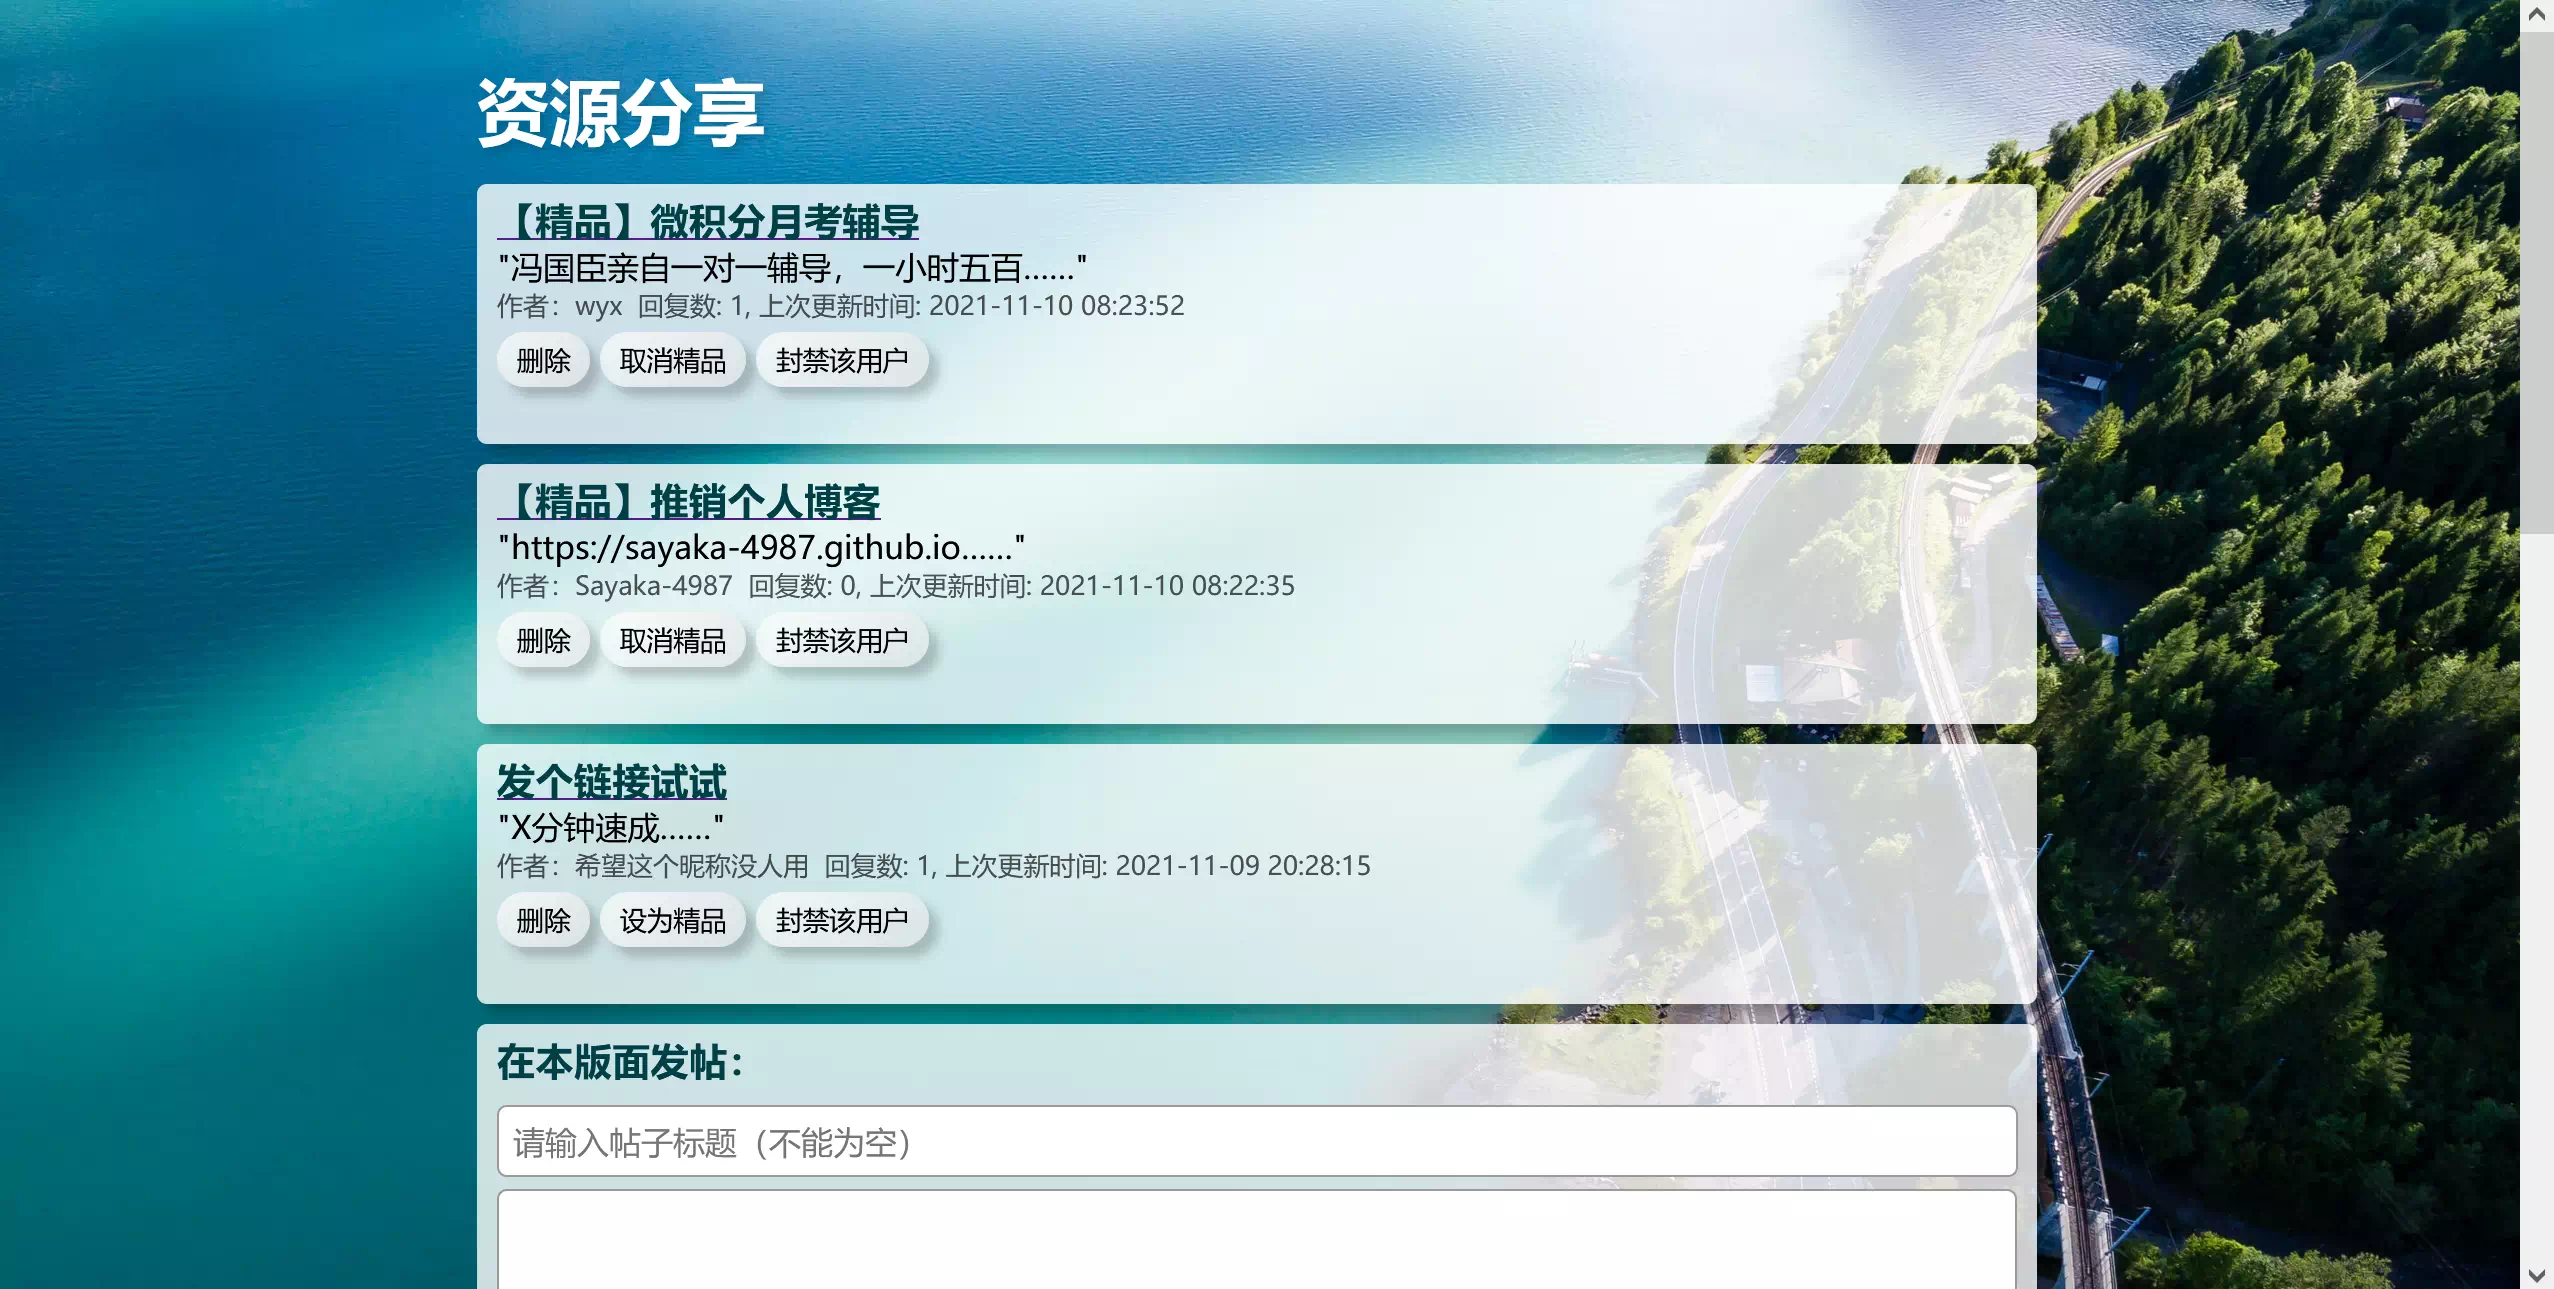 资源分享
【精品】微积分月考辅导
"冯国臣亲自一对一辅导，一小时五百......"
作者：wyx  回复数: 1, 上次更新时间: 2021-11-10 08:23:52
删除 取消精品 封禁该用户
【精品】推销个人博客
"https://sayaka-4987.github.io......"
作者：Sayaka-4987  回复数: 0, 上次更新时间: 2021-11-10 08:22:35
删除 取消精品 封禁该用户
发个链接试试
"X分钟速成......"
作者：希望这个昵称没人用  回复数: 1, 上次更新时间: 2021-11-09 20:28:15
删除 设为精品 封禁该用户
在本版面发帖：
请输入帖子标题（不能为空）